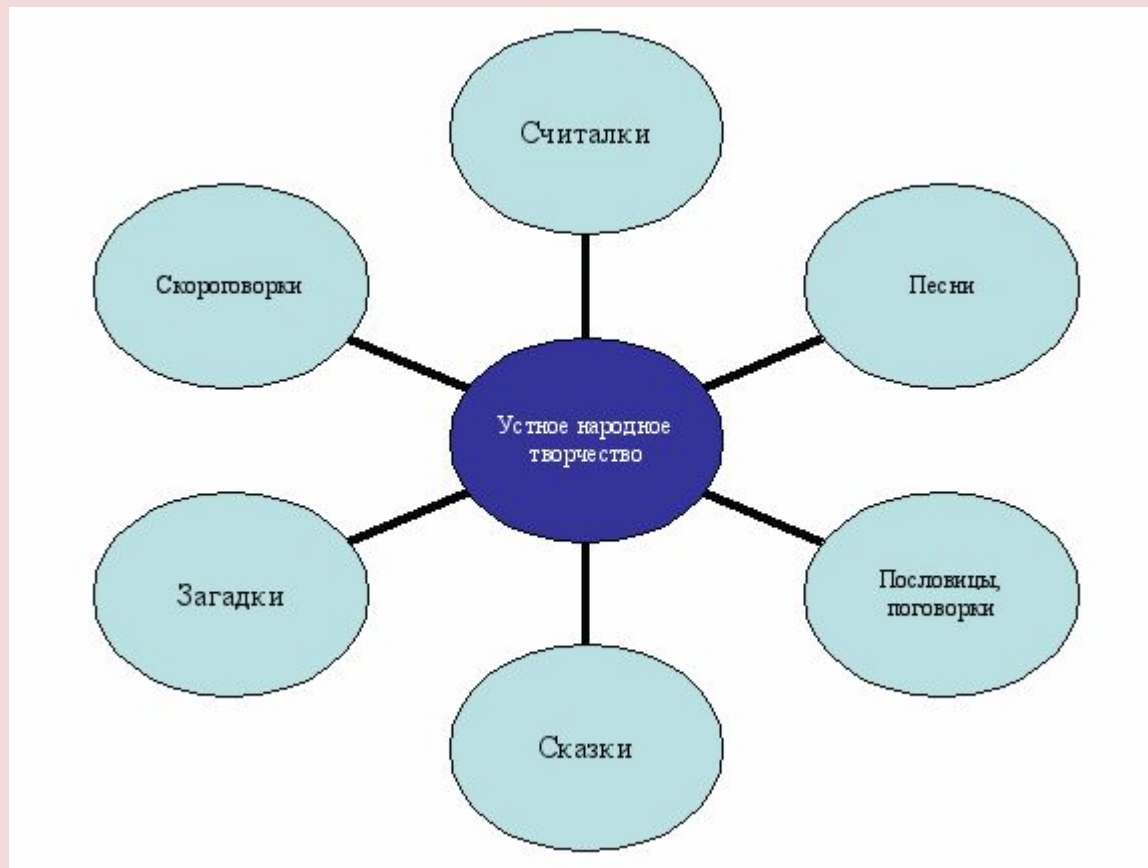 Считалки
Скороговорки
Песни
Устное народное
творчество
Загадки
Пословицы,
поговорки
Сказки